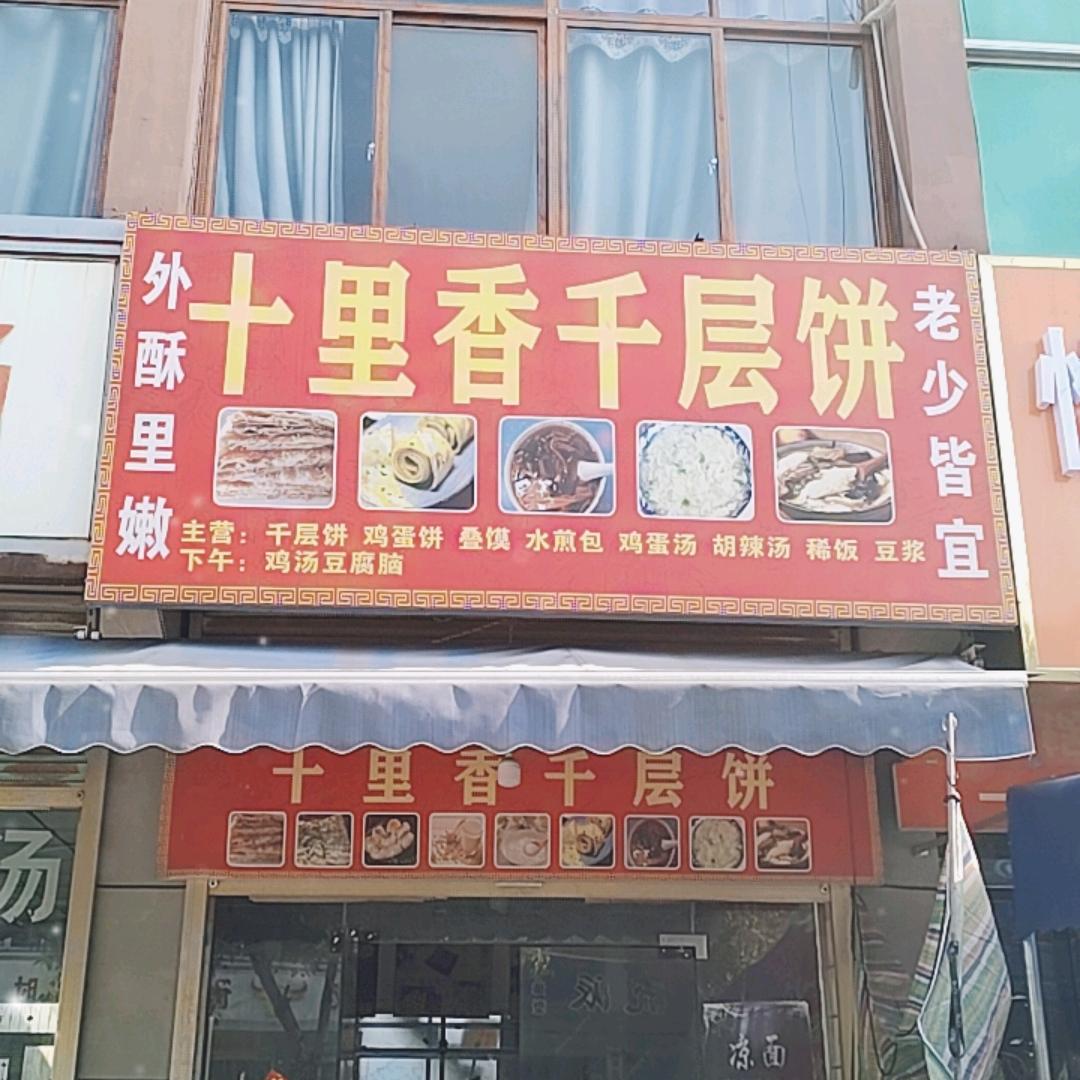 外酥里嫩
十里香千层饼
老少皆宜
主营：千层饼 鸡蛋饼 叠馍 水煎包 鸡蛋汤 胡辣汤 稀饭 豆浆
下午：鸡汤豆腐脑
十里香千层饼
汤
凉面